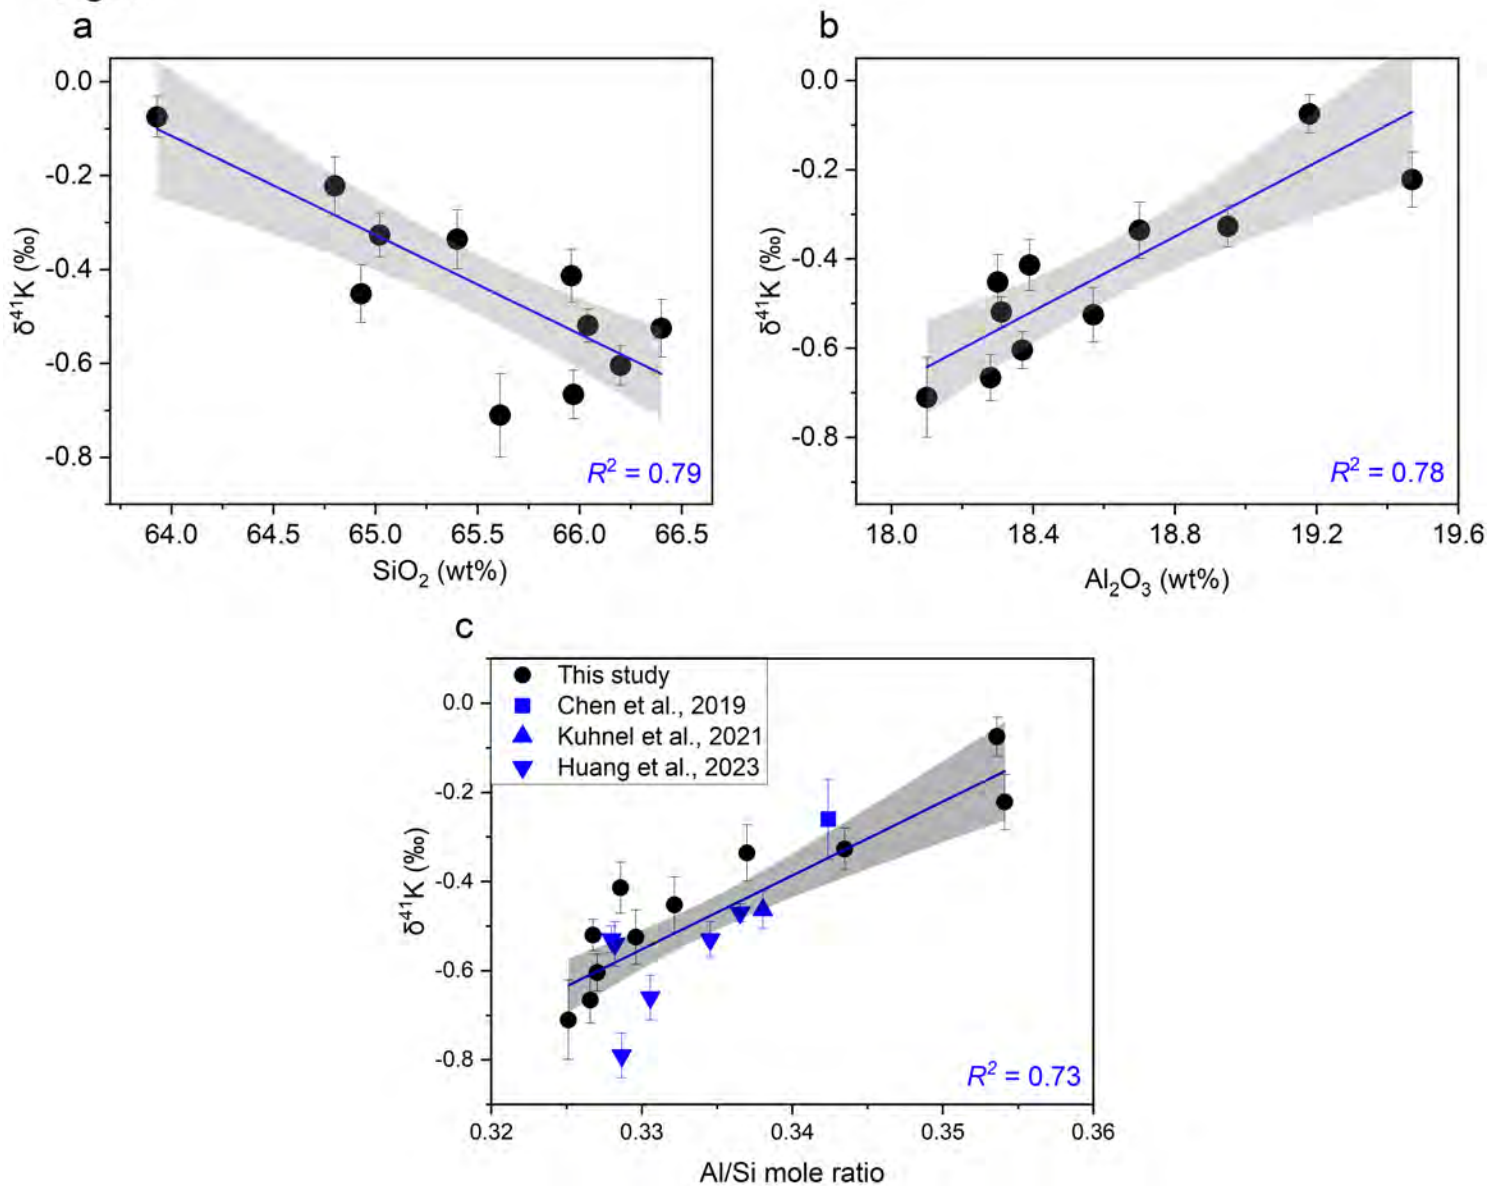 a
0.0
-0.2
-0.4
-0.6
-0.8
δ⁴¹K (‰)
R² = 0.79
64.0 64.5 65.0 65.5 66.0 66.5
SiO₂ (wt%)
b
0.0
-0.2
-0.4
-0.6
-0.8
δ⁴¹K (‰)
R² = 0.78
18.0 18.4 18.8 19.2 19.6
Al₂O₃ (wt%)
c
This study
Chen et al., 2019
Kuhnel et al., 2021
Huang et al., 2023
0.0
-0.2
-0.4
-0.6
-0.8
δ⁴¹K (‰)
R² = 0.73
0.32 0.33 0.34 0.35 0.36
Al/Si mole ratio